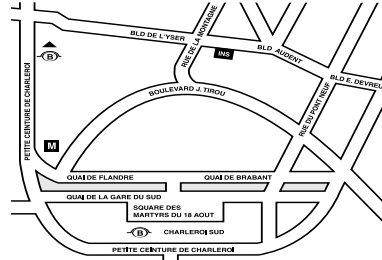 BLD DE L'YSER
RUE DE LA MONTAGNE
BLD AUDENT
INS
B
BLD E. DEVREU
PETITE CEINTURE DE CHARLEROI
BOULEVARD J. TIROU
RUE DU PONT NEUF
M
QUAI DE FLANDRE
QUAI DE BRABANT
QUAI DE LA GARE DU SUD
SQUARE DES
MARTYRS DU 18 AOUT
B
CHARLEROI SUD
PETITE CEINTURE DE CHARLEROI